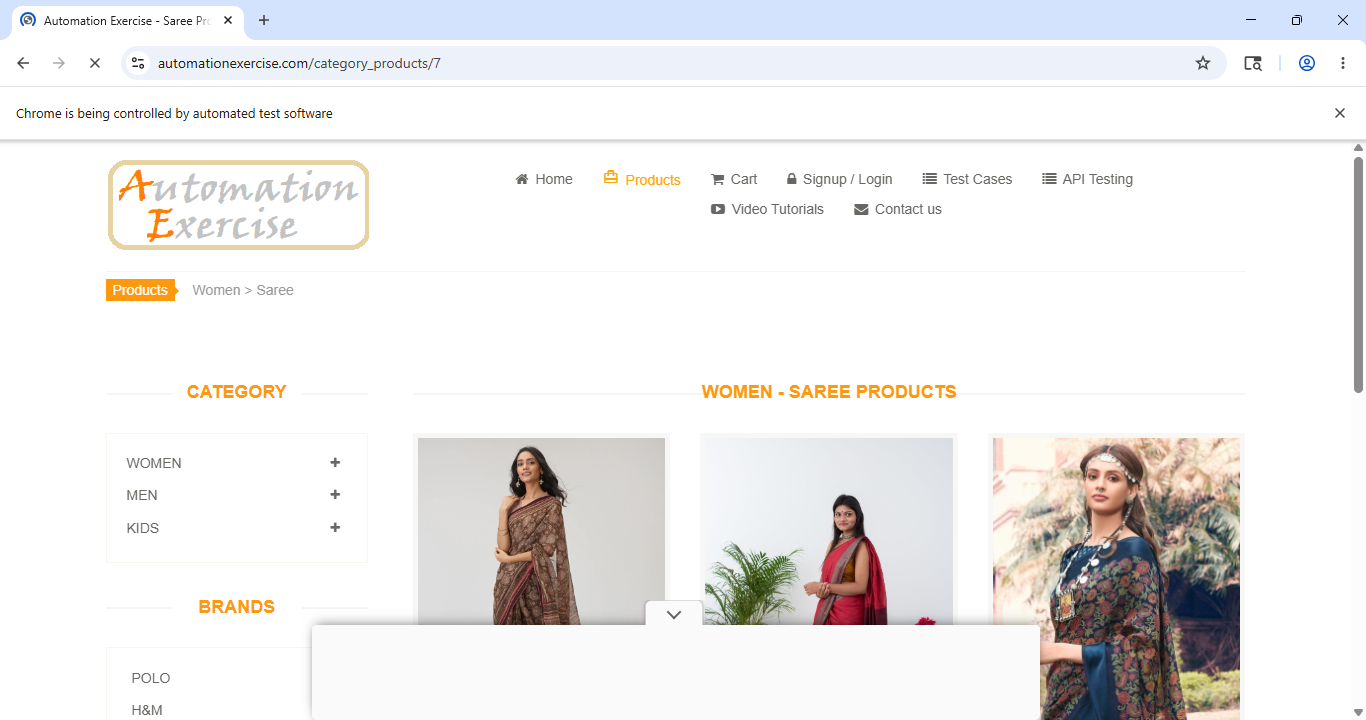 Automation Exercise - Saree Pr
automationexercise.com/category_products/7
Chrome is being controlled by automated test software
Automation
Exercise
Home
Products
Cart
Signup / Login
Test Cases
API Testing
Video Tutorials
Contact us
Products
Women > Saree
CATEGORY
WOMEN
MEN
KIDS
BRANDS
POLO
H&M
WOMEN - SAREE PRODUCTS